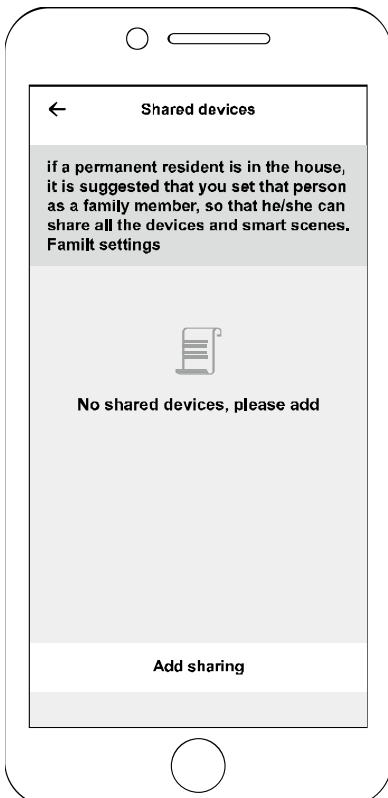 Shared devices
if a permanent resident is in the house,
it is suggested that you set that person
as a family member, so that he/she can
share all the devices and smart scenes.
Familt settings
No shared devices, please add
Add sharing